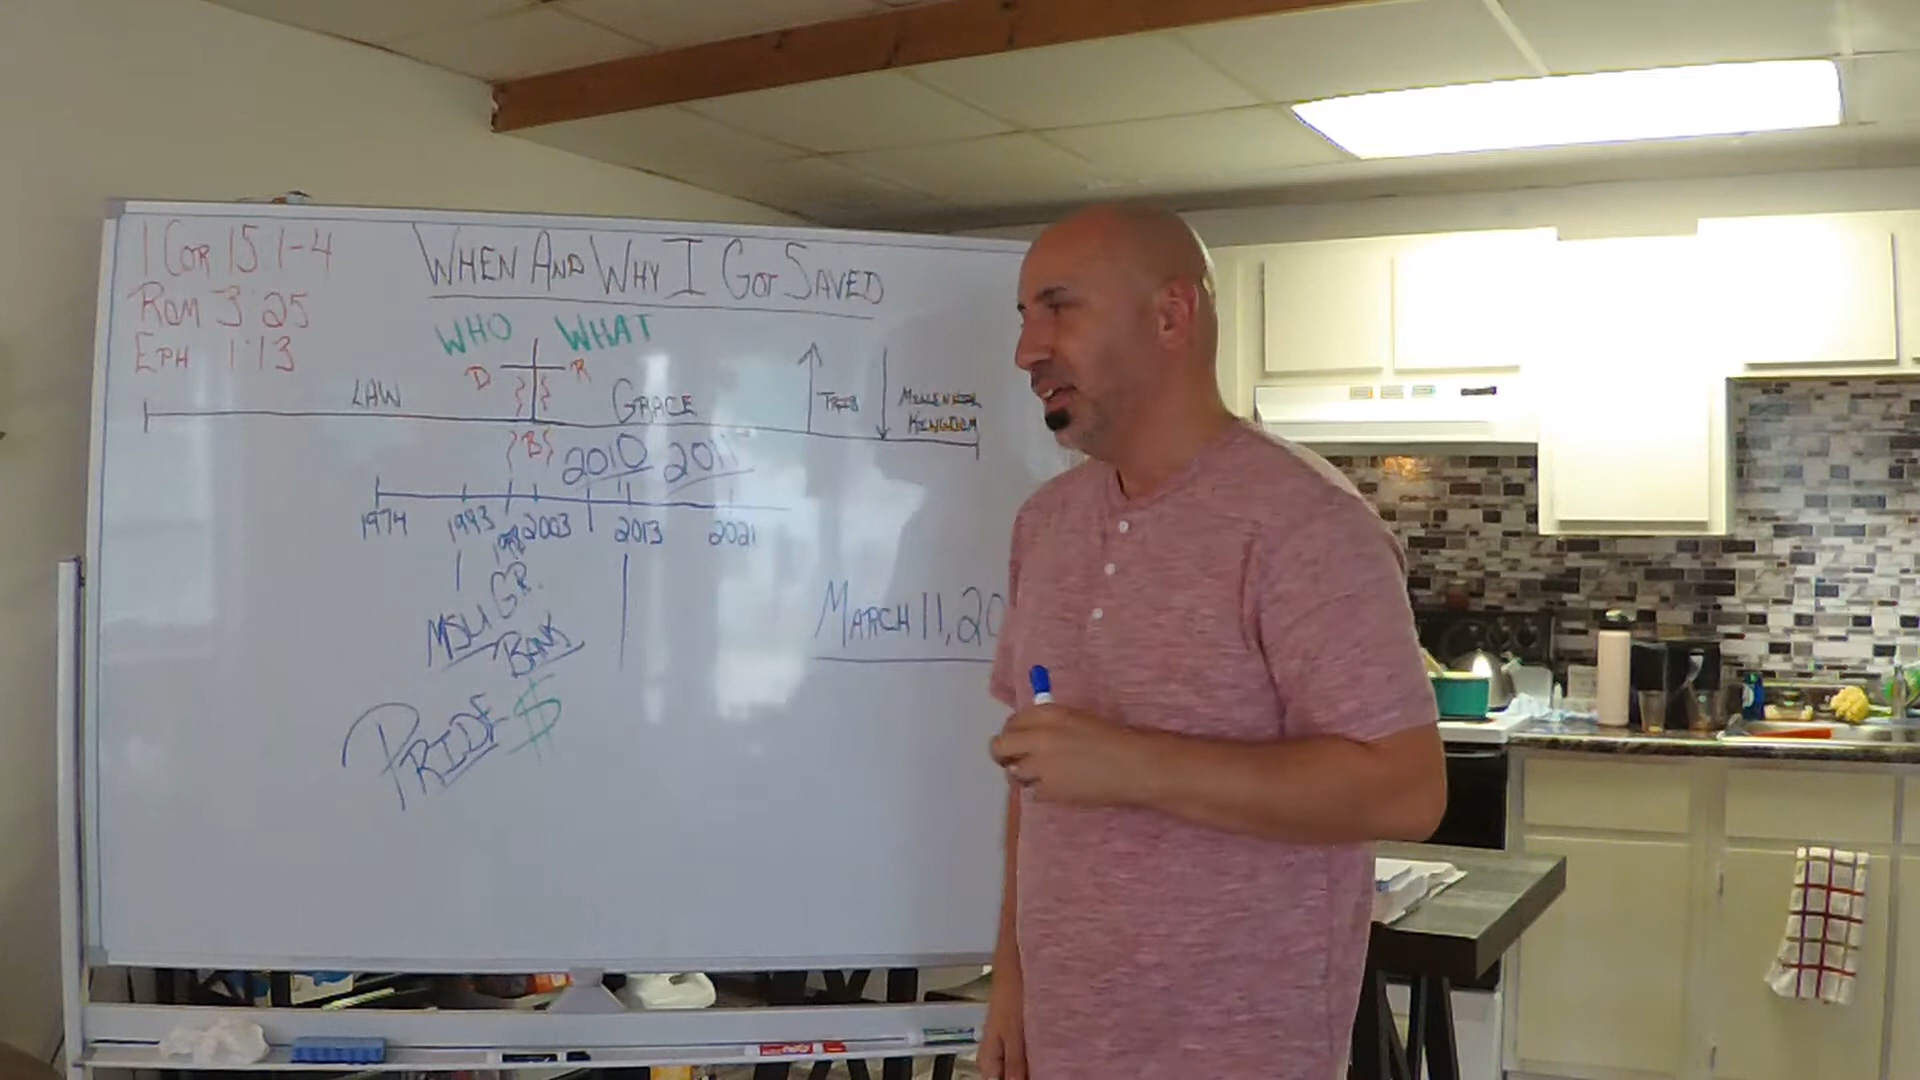 1 COR 15:1-4
ROM 3:25
EPH 1:13
WHEN AND WHY I GOT SAVED
WHO WHAT
D R
LAW GRACE TRIB MILLENNIAL
KINGDOM
B 2010 2011
1974 1993 1998 2003 2013 2021
MSU GR.
BANK
PRIDE $
MARCH 11, 20